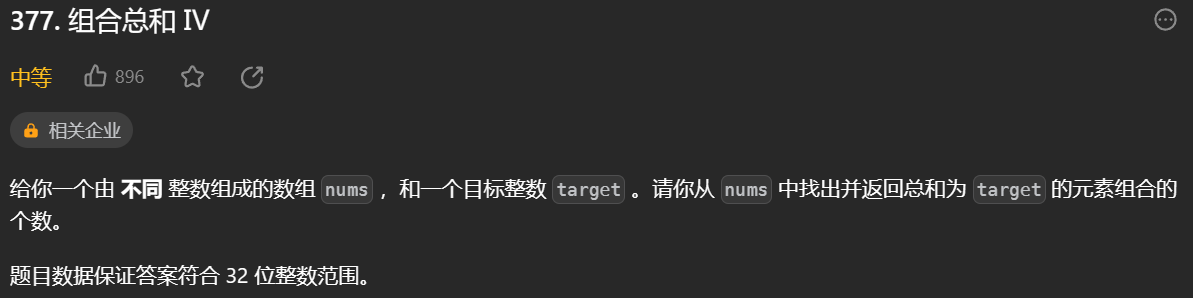 377. 组合总和 Ⅳ
中等 896
相关企业
给你一个由 不同 整数组成的数组 nums ，和一个目标整数 target 。请你从 nums 中找出并返回总和为 target 的元素组合的
个数。
题目数据保证答案符合 32 位整数范围。